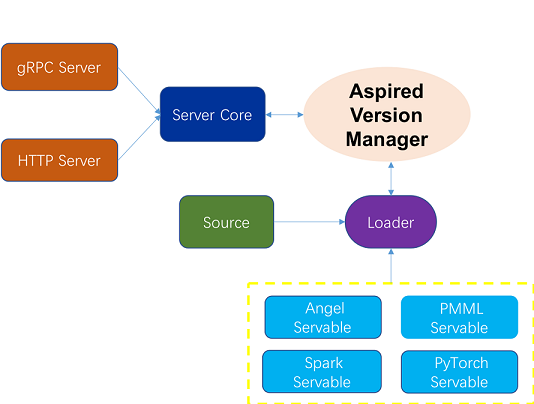 gRPC Server
HTTP Server
Server Core
Aspired
Version
Manager
Source
Loader
Angel
Servable
PMML
Servable
Spark
Servable
PyTorch
Servable